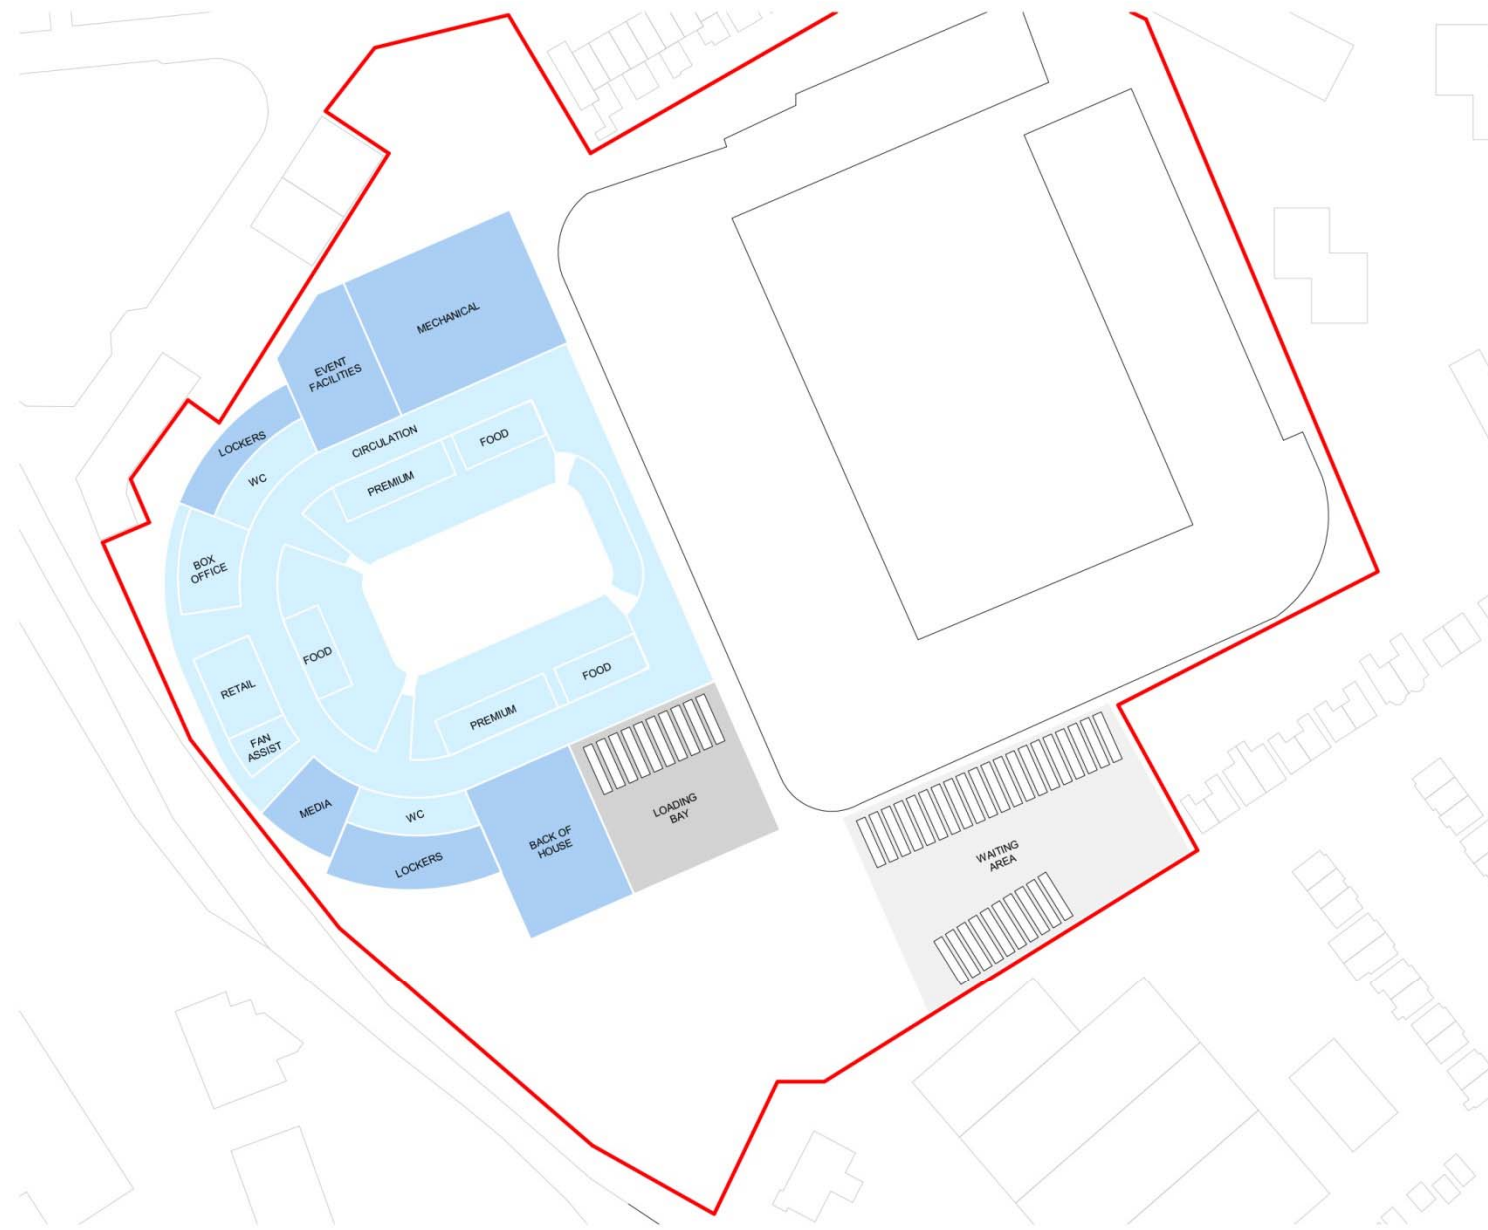 MECHANICAL
EVENT
FACILITIES
LOCKERS
CIRCULATION
FOOD
WC
PREMIUM
BOX
OFFICE
FOOD
FOOD
RETAIL
PREMIUM
FAN
ASSIST
MEDIA
WC
LOADING
BAY
BACK OF
HOUSE
LOCKERS
WAITING
AREA